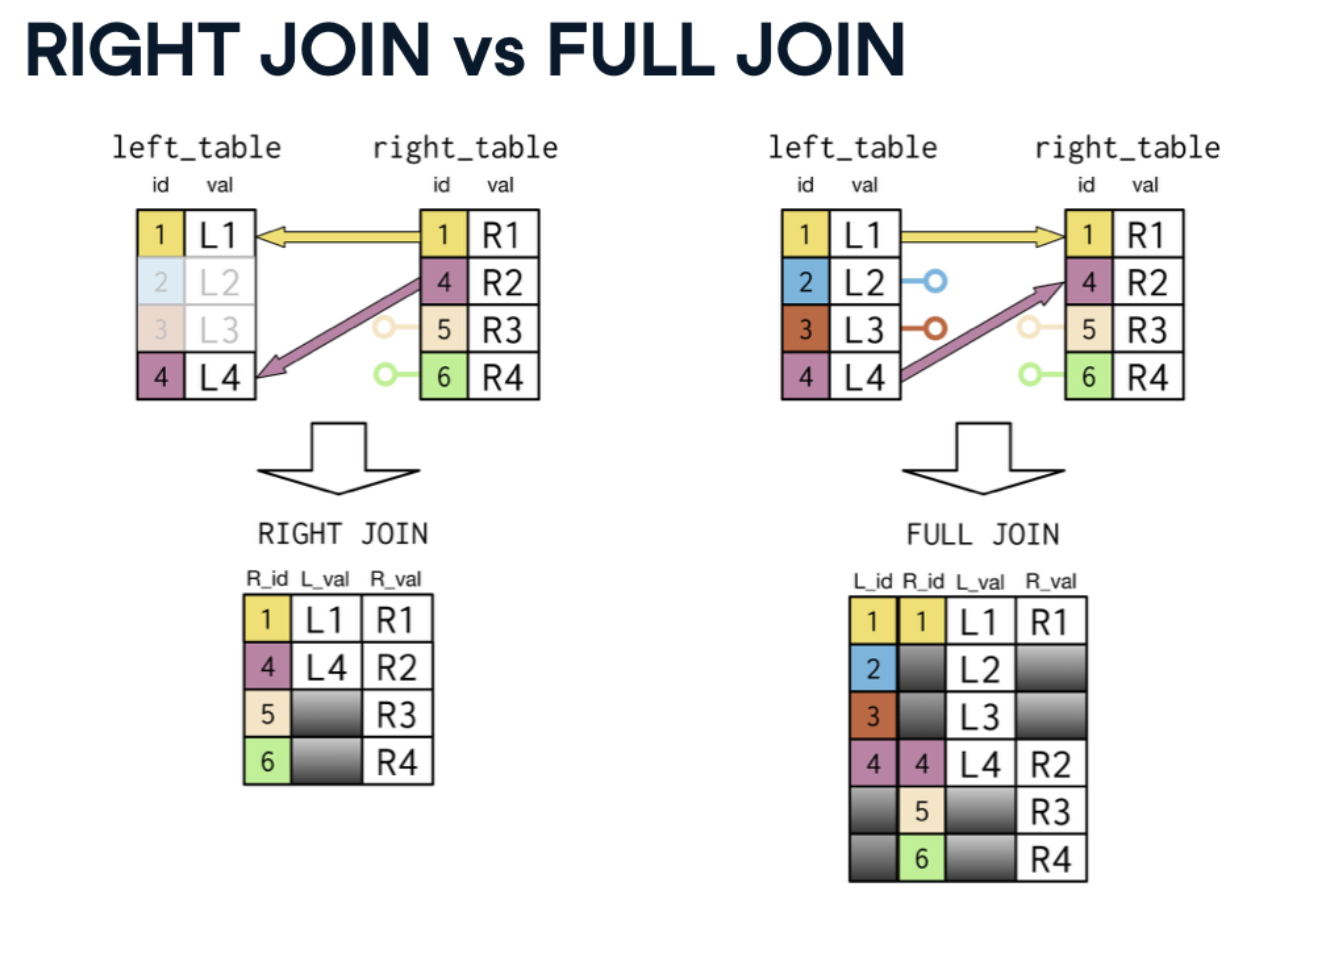 RIGHT JOIN vs FULL JOIN
left_table right_table
id val id val
1 L1 1 R1
2 L2 4 R2
3 L3 5 R3
4 L4 6 R4
RIGHT JOIN
R_id L_val R_val
1 L1 R1
4 L4 R2
5 R3
6 R4
left_table right_table
id val id val
1 L1 1 R1
2 L2 4 R2
3 L3 5 R3
4 L4 6 R4
FULL JOIN
L_id R_id L_val R_val
1 1 L1 R1
2 L2
3 L3
4 4 L4 R2
5 R3
6 R4